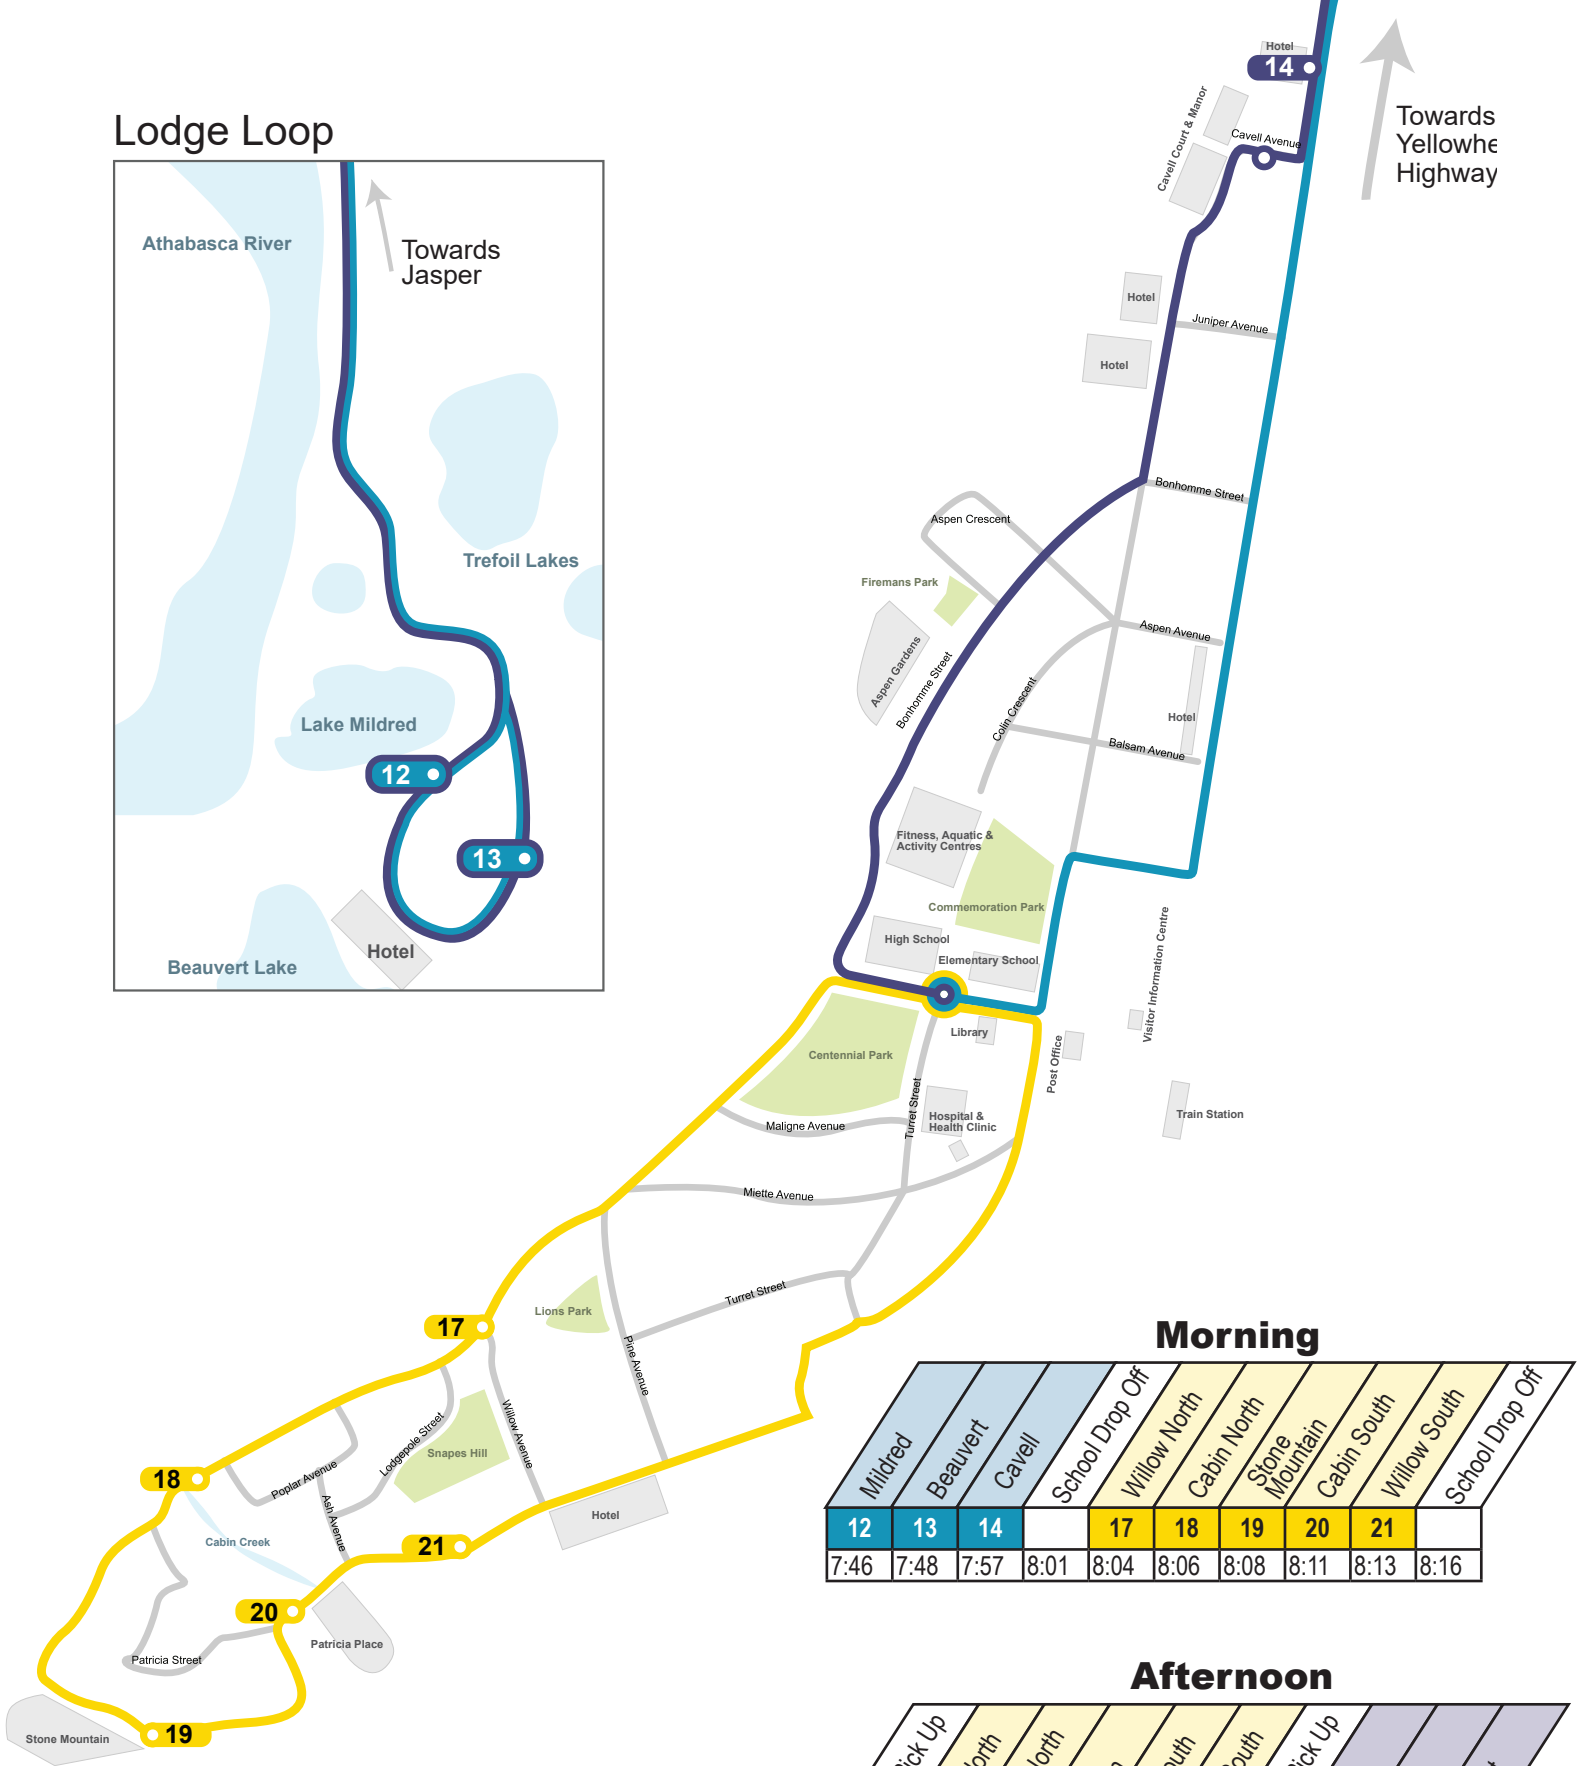 Hotel
14
Cavell Court & Manor
Cavell Avenue
Towards
Yellowhe
Highway
Lodge Loop
Athabasca River
Towards
Jasper
Trefoil Lakes
Lake Mildred
12
13
Hotel
Beauvert Lake
Hotel
Juniper Avenue
Hotel
Bonhomme Street
Aspen Crescent
Firemans Park
Aspen Gardens
Bonhomme Street
Aspen Avenue
Colin Crescent
Hotel
Balsam Avenue
Fitness, Aquatic &
Activity Centres
Commemoration Park
High School
Elementary School
Visitor Information Centre
Library
Post Office
Centennial Park
Turret Street
Hospital &
Health Clinic
Train Station
Maligne Avenue
Miette Avenue
Turret Street
Lions Park
17
Pine Avenue
Willow Avenue
Lodgepole Street
Snapes Hill
18
Poplar Avenue
Ash Avenue
Cabin Creek
Hotel
21
20
Patricia Place
Patricia Street
19
Stone Mountain
Morning
Mildred
Beauvert
Cavell
School Drop Off
Willow North
Cabin North
Stone
Mountain
Cabin South
Willow South
School Drop Off
12 13 14 17 18 19 20 21
7:46 7:48 7:57 8:01 8:04 8:06 8:08 8:11 8:13 8:16
Afternoon